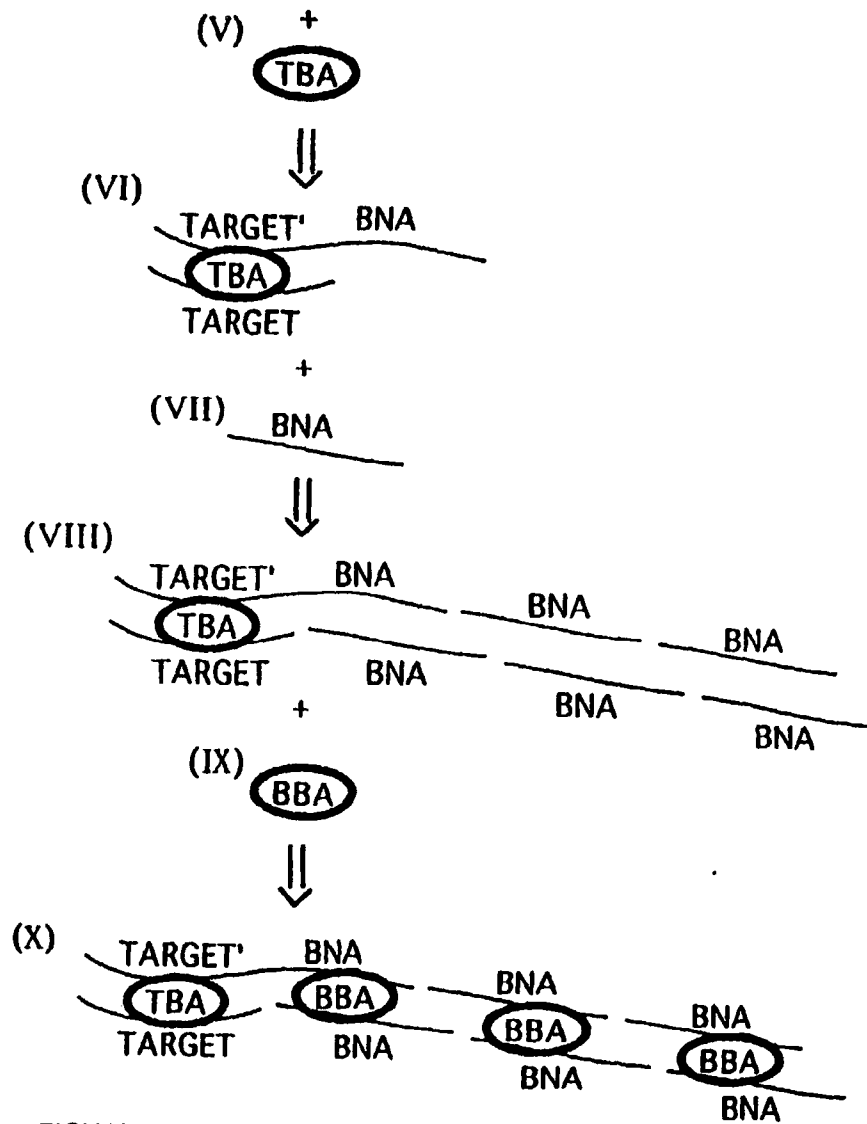 (V) +
TBA
(VI)
TARGET' BNA
TBA
TARGET
+
(VII) BNA
(VIII)
TARGET' BNA
BNA
TBA
BNA
TARGET BNA
BNA
+
BNA
(IX)
BBA
(X)
TARGET' BNA
BNA
TBA BBA
BNA
BBA
TARGET BNA
BBA
BNA
BNA